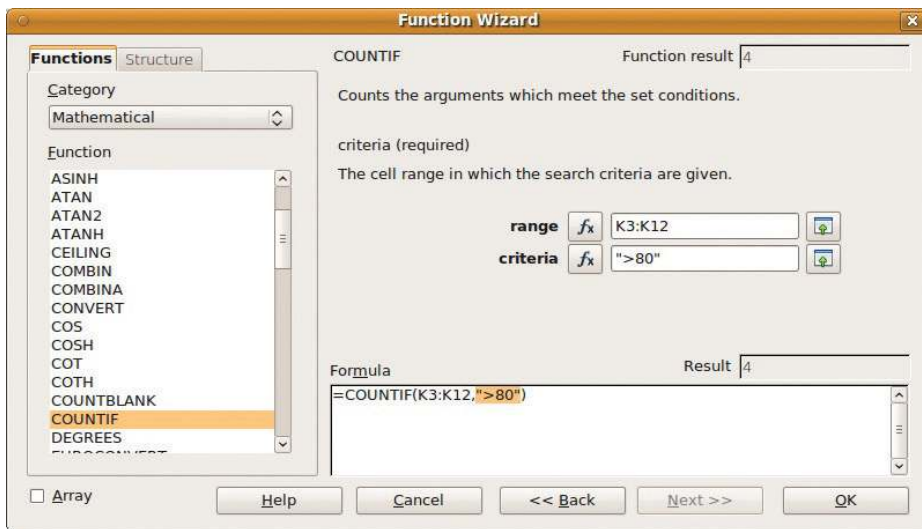 Function Wizard
Functions Structure
Category
Mathematical
Function
ASINH
ATAN
ATAN2
ATANH
CEILING
COMBIN
COMBINA
CONVERT
COS
COSH
COT
COTH
COUNTBLANK
COUNTIF
DEGREES
EUROCONVERT
Array
COUNTIF Function result 4
Counts the arguments which meet the set conditions.
criteria (required)
The cell range in which the search criteria are given.
range fx K3:K12
criteria fx ">80"
Formula Result 4
=COUNTIF(K3:K12,">80")
Help Cancel << Back Next >> OK